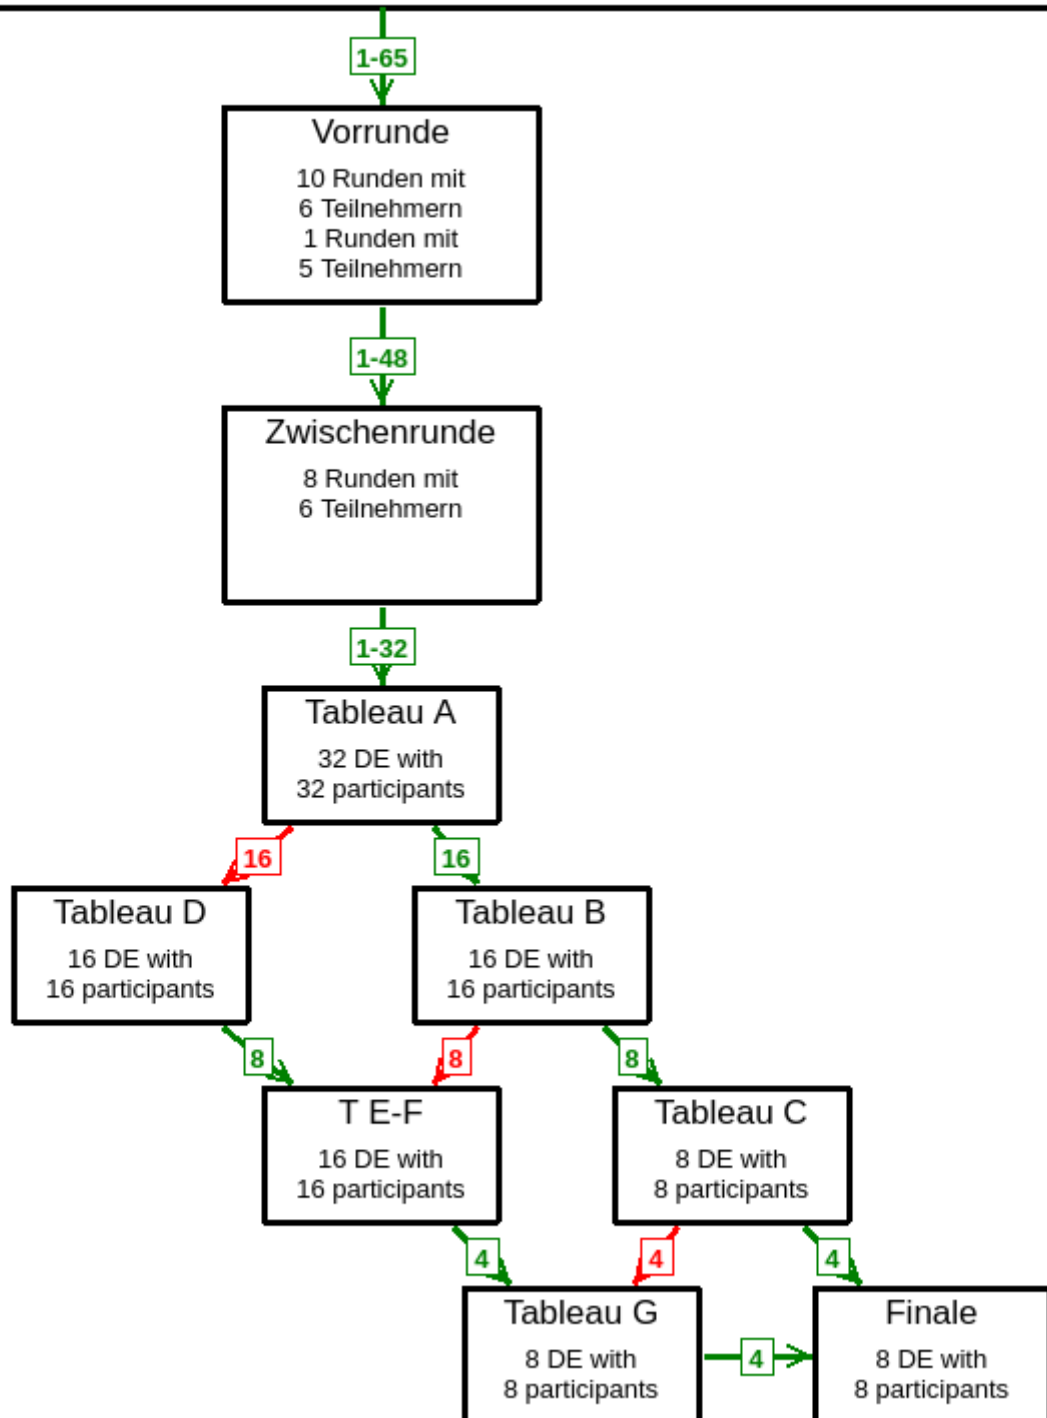 1-65
Vorrunde
10 Runden mit
6 Teilnehmern
1 Runden mit
5 Teilnehmern
1-48
Zwischenrunde
8 Runden mit
6 Teilnehmern
1-32
Tableau A
32 DE with
32 participants
16
16
Tableau D
16 DE with
16 participants
Tableau B
16 DE with
16 participants
8
8
8
T E-F
16 DE with
16 participants
Tableau C
8 DE with
8 participants
4
4
4
Tableau G
8 DE with
8 participants
4
Finale
8 DE with
8 participants